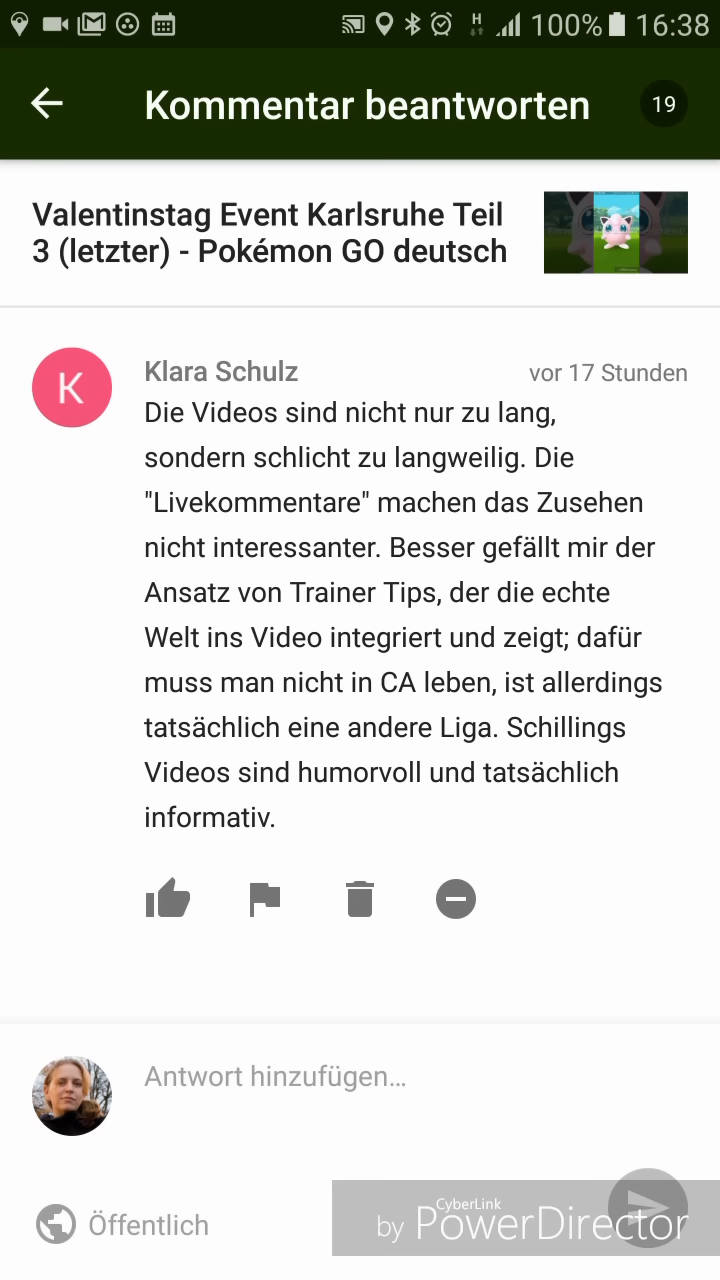 H 100% 16:38
Kommentar beantworten 19
Valentinstag Event Karlsruhe Teil
3 (letzter) - Pokémon GO deutsch
K
Klara Schulz vor 17 Stunden
Die Videos sind nicht nur zu lang,
sondern schlicht zu langweilig. Die
"Livekommentare" machen das Zusehen
nicht interessanter. Besser gefällt mir der
Ansatz von Trainer Tips, der die echte
Welt ins Video integriert und zeigt; dafür
muss man nicht in CA leben, ist allerdings
tatsächlich eine andere Liga. Schillings
Videos sind humorvoll und tatsächlich
informativ.
Antwort hinzufügen...
Öffentlich
CyberLink
by PowerDirector